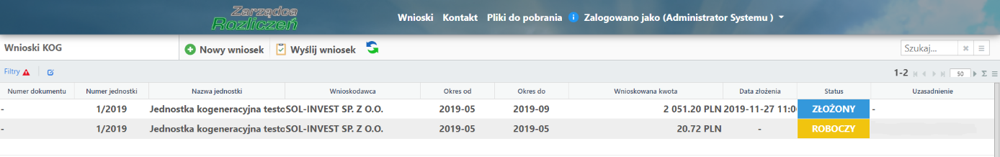 Zarządca
Rozliczeń
Wnioski Kontakt Pliki do pobrania i Zalogowano jako (Administrator Systemu )
Wnioski KOG Nowy wniosek Wyślij wniosek Szukaj...
Filtry 1-2 50 Σ
Numer dokumentu Numer jednostki Nazwa jednostki Wnioskodawca Okres od Okres do Wnioskowana kwota Data złożenia Status Uzasadnienie
- 1/2019 Jednostka kogeneracyjna testo SOL-INVEST SP. Z O.O. 2019-05 2019-09 2 051.20 PLN 2019-11-27 11:0 ZŁOŻONY -
- 1/2019 Jednostka kogeneracyjna testo SOL-INVEST SP. Z O.O. 2019-05 2019-05 20.72 PLN - ROBOCZY